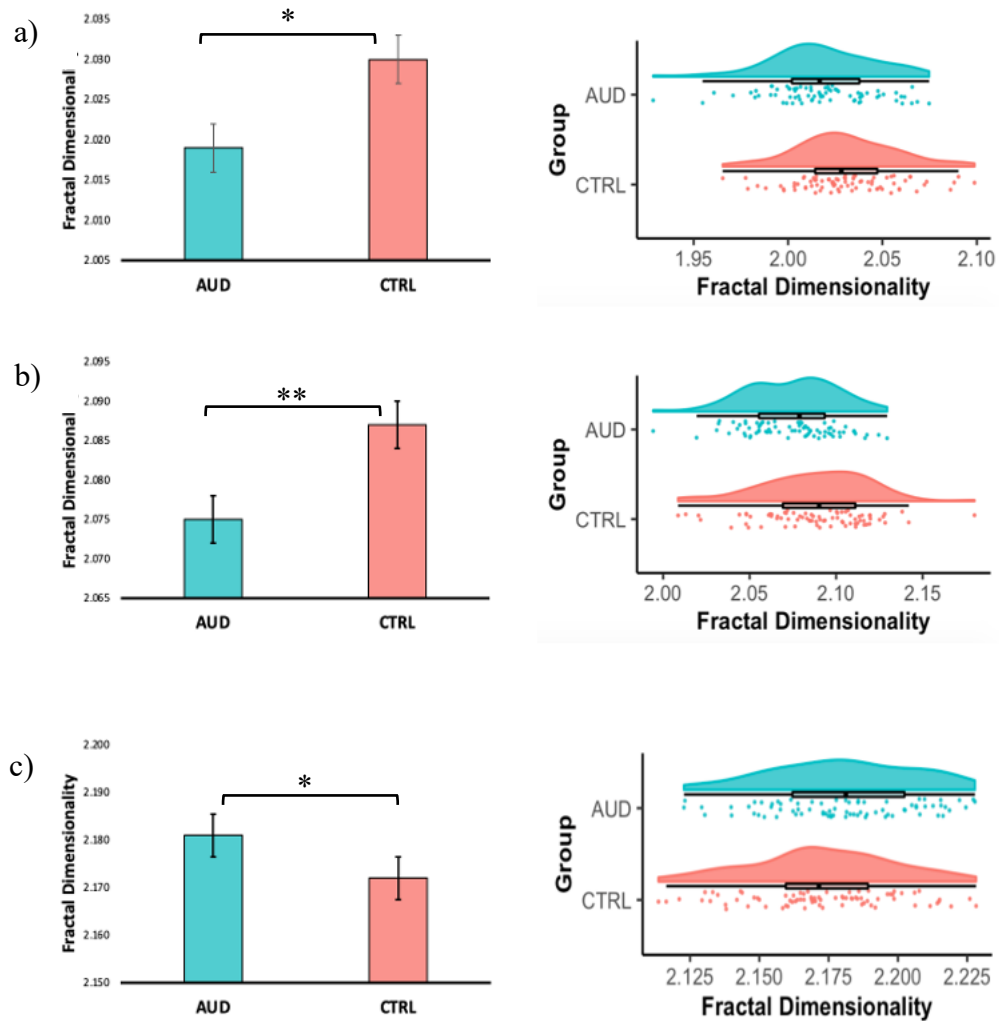 a)
Fractal Dimensional
2.035
2.030
2.025
2.020
2.015
2.010
2.005
*
AUD CTRL
Group
AUD
CTRL
1.95 2.00 2.05 2.10
Fractal Dimensionality
b)
Fractal Dimensional
2.095
2.090
2.085
2.080
2.075
2.070
2.065
**
AUD CTRL
Group
AUD
CTRL
2.00 2.05 2.10 2.15
Fractal Dimensionality
c)
Fractal Dimensionality
2.200
2.190
2.180
2.170
2.160
2.150
*
AUD CTRL
Group
AUD
CTRL
2.125 2.150 2.175 2.200 2.225
Fractal Dimensionality